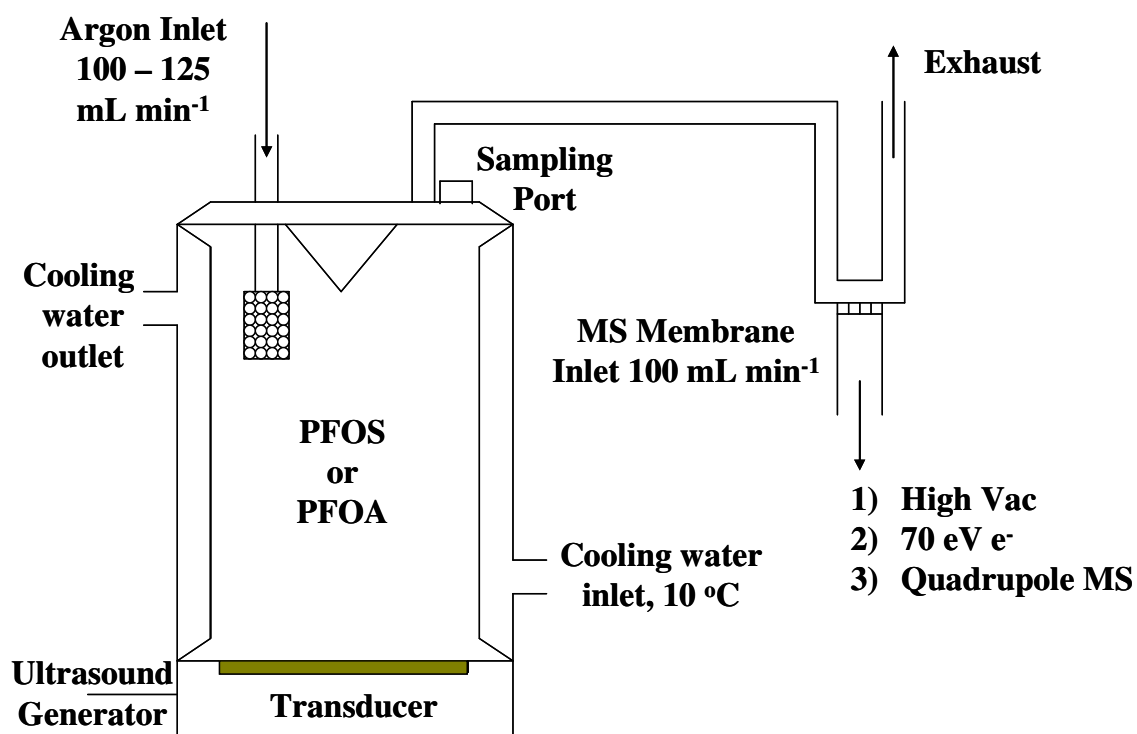 Argon Inlet
100 – 125
mL min-1
Exhaust
Sampling
Port
Cooling
water
outlet
MS Membrane
Inlet 100 mL min-1
PFOS
or
PFOA
1) High Vac
2) 70 eV e-
3) Quadrupole MS
Cooling water
inlet, 10 oC
Ultrasound
Generator
Transducer